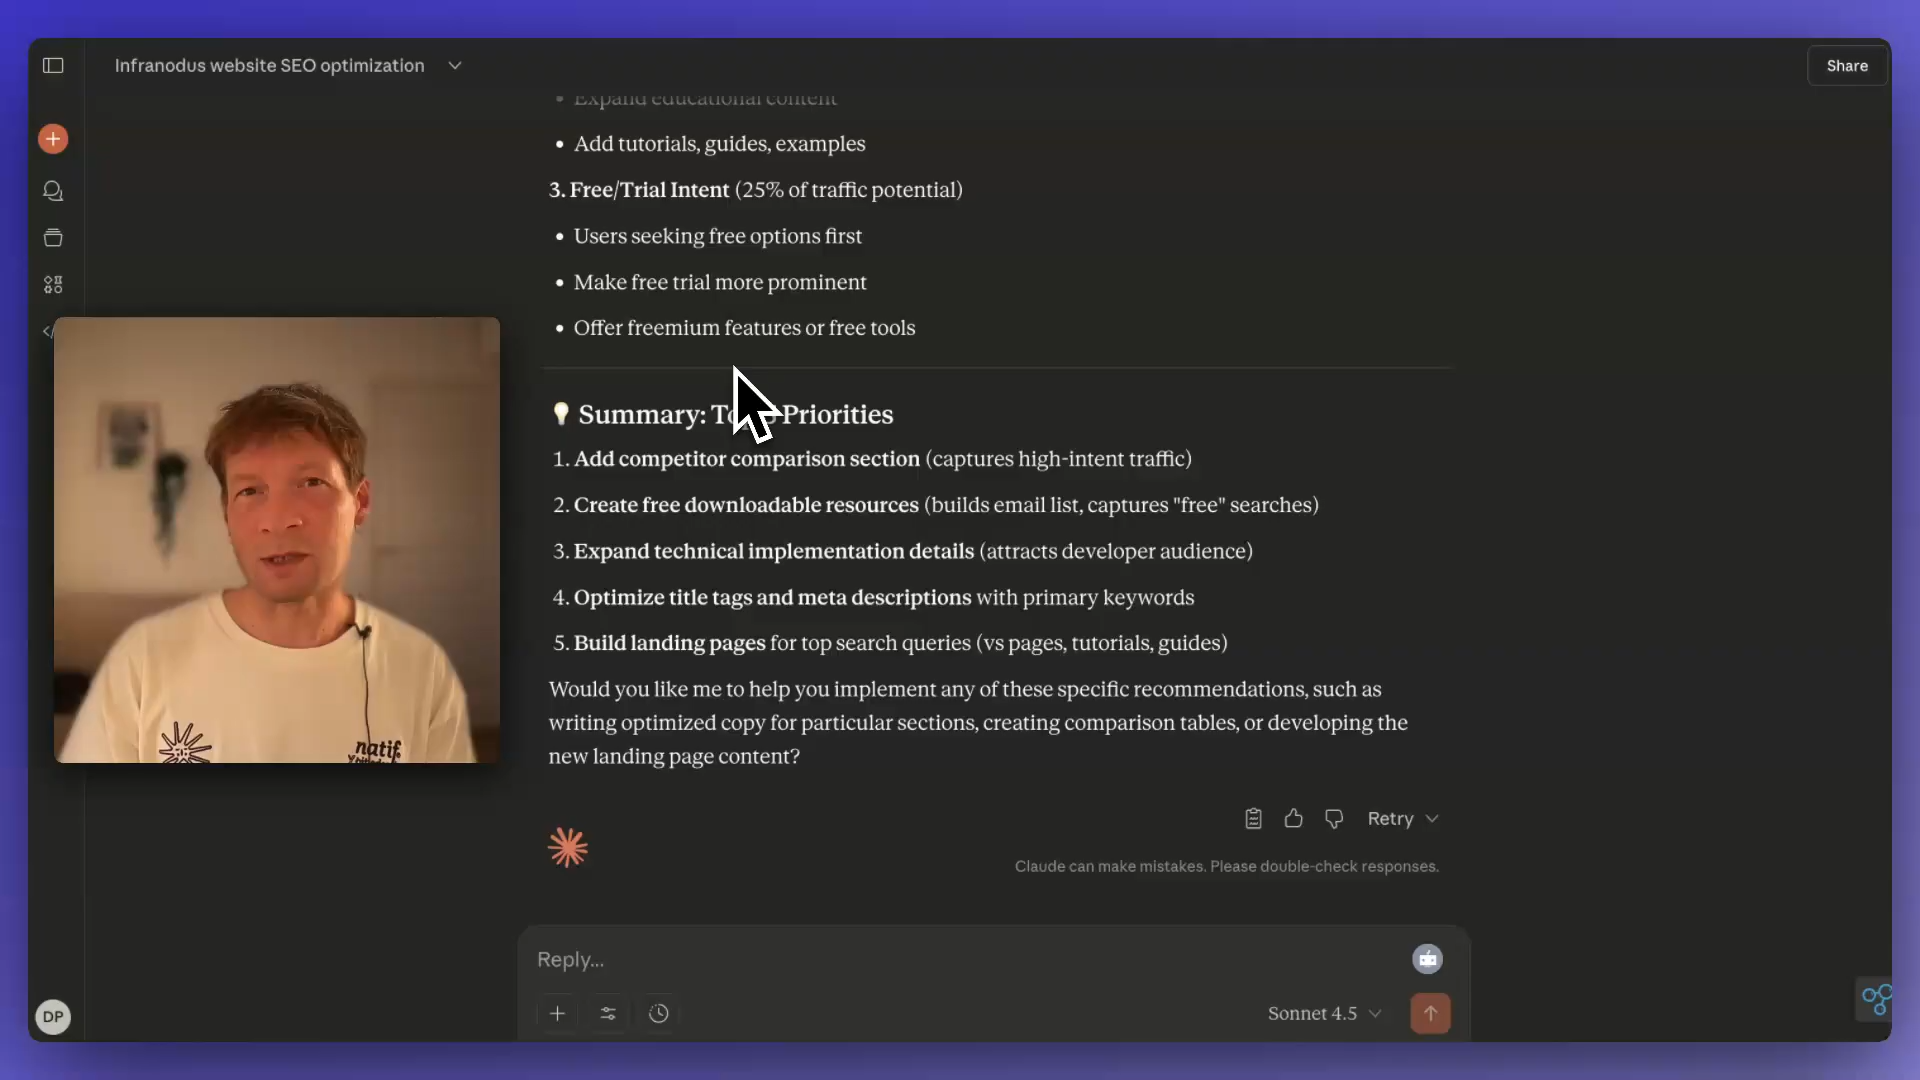 Infranodus website SEO optimization
Share
Expand educational content
Add tutorials, guides, examples
3. Free/Trial Intent (25% of traffic potential)
Users seeking free options first
Make free trial more prominent
Offer freemium features or free tools
Summary: Priorities
1. Add competitor comparison section (captures high-intent traffic)
2. Create free downloadable resources (builds email list, captures "free" searches)
3. Expand technical implementation details (attracts developer audience)
4. Optimize title tags and meta descriptions with primary keywords
5. Build landing pages for top search queries (vs pages, tutorials, guides)
Would you like me to help you implement any of these specific recommendations, such as
writing optimized copy for particular sections, creating comparison tables, or developing the
new landing page content?
natif
Retry
Claude can make mistakes. Please double-check responses.
Reply...
Sonnet 4.5
DP